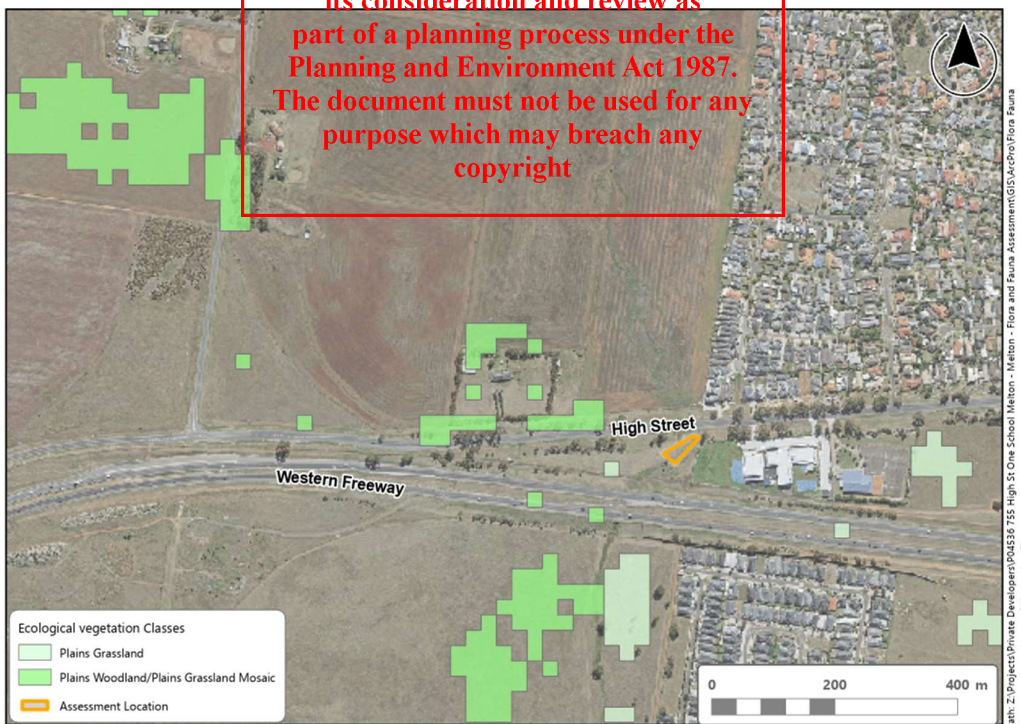 its consideration and review as
part of a planning process under the
Planning and Environment Act 1987.
The document must not be used for any
purpose which may breach any
copyright
High Street
Western Freeway
Ecological vegetation Classes
Plains Grassland
Plains Woodland/Plains Grassland Mosaic
Assessment Location
0 200 400 m
ath: Z:\Projects\Private Developers\P04536 755 High St One School Melton - Melton - Flora and Fauna Assessment\GIS\ArcPro\Flora Fauna